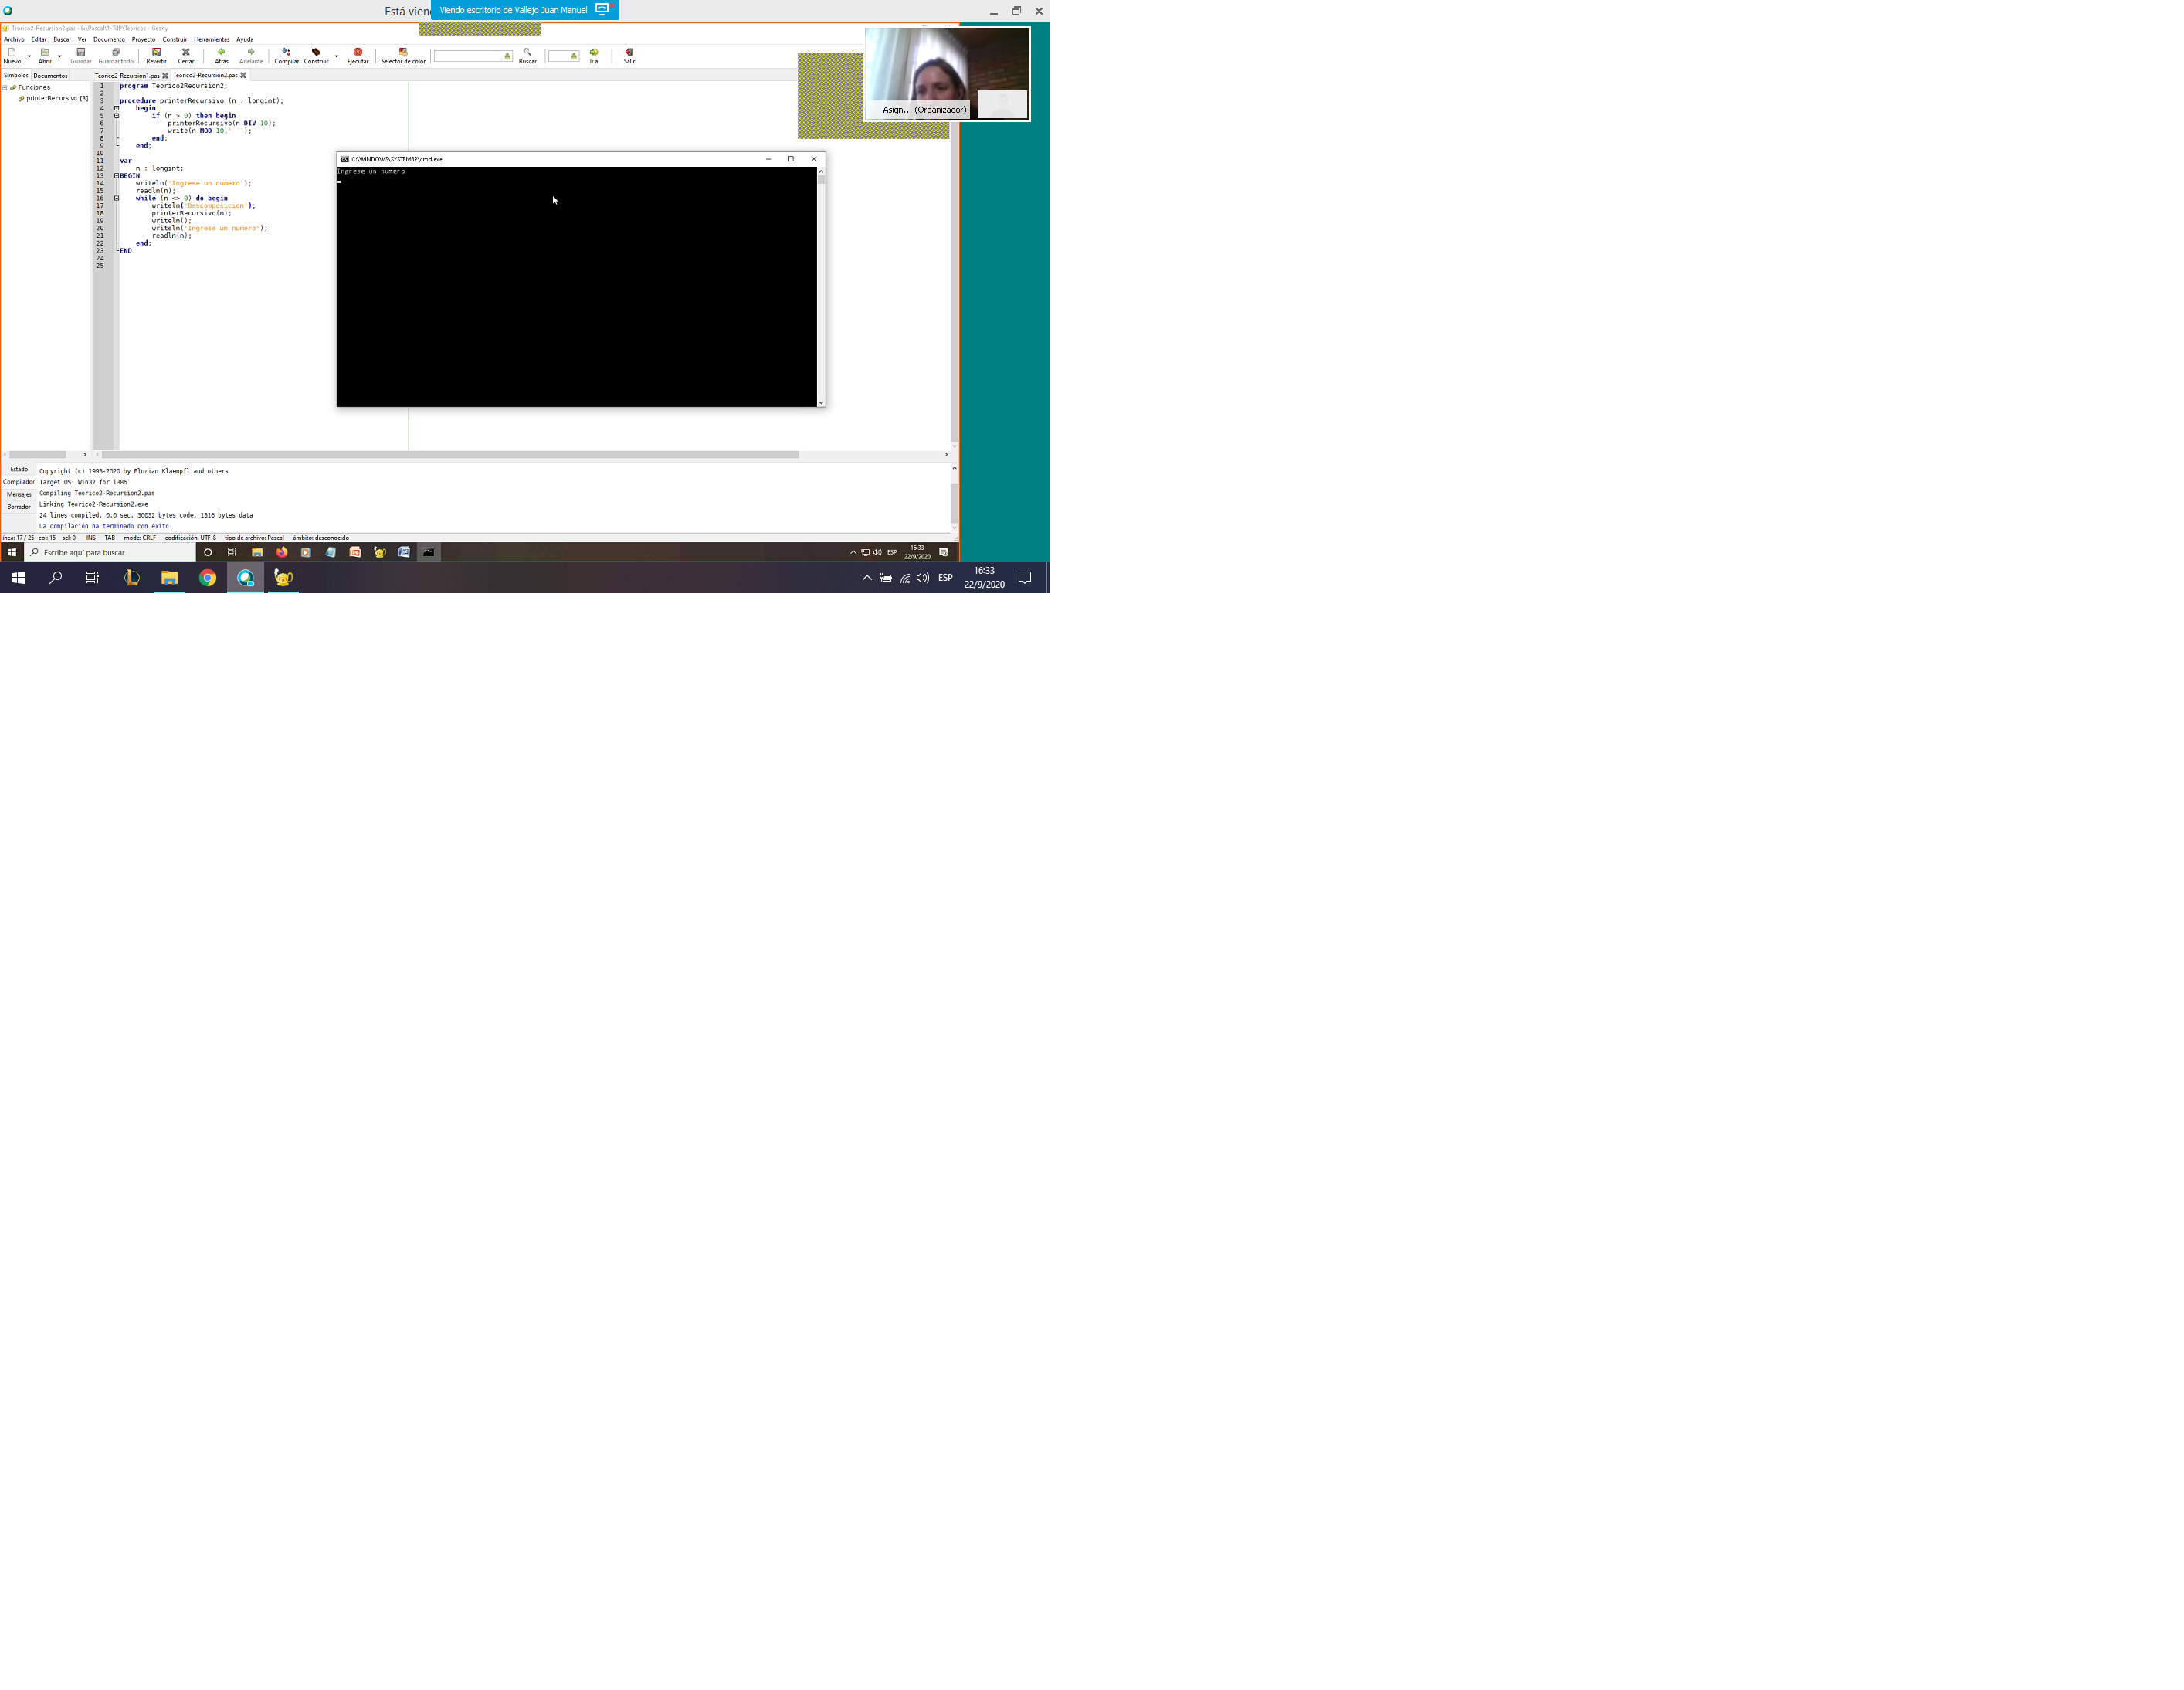 Está viene
Viendo escritorio de Vallejo Juan Manuel
Teorico2-Recursion2.pas - E:\Pascal\1-TdP\Teoricos - Geany
Archivo Editar Buscar Ver Documento Proyecto Construir Herramientas Ayuda
Nuevo Abrir Guardar Guardar todo Revertir Cerrar Atrás Adelante Compilar Construir Ejecutar Selector de color Buscar Ir a Salir
Símbolos Documentos
Teorico2-Recursion1.pas Teorico2-Recursion2.pas
Funciones
printerRecursivo [3]
1 program Teorico2Recursion2;
2
3 procedure printerRecursivo (n : longint);
4 begin
5 if (n > 0) then begin
6 printerRecursivo(n DIV 10);
7 write(n MOD 10,'  ');
8 end;
9 end;
10
11 var
12 n : longint;
13 BEGIN
14 writeln('Ingrese un numero');
15 readln(n);
16 while (n <> 0) do begin
17 writeln('Descomposicion');
18 printerRecursivo(n);
19 writeln();
20 writeln('Ingrese un numero');
21 readln(n);
22 end;
23 END.
24
25
C:\WINDOWS\SYSTEM32\cmd.exe
Ingrese un numero
Asign... (Organizador)
Estado
Compilador
Mensajes
Borrador
Copyright (c) 1993-2020 by Florian Klaempfl and others
Target OS: Win32 for i386
Compiling Teorico2-Recursion2.pas
Linking Teorico2-Recursion2.exe
24 lines compiled, 0.0 sec, 30032 bytes code, 1316 bytes data
La compilación ha terminado con éxito.
línea: 17 / 25 col: 15 sel: 0 INS TAB mode: CRLF codificación: UTF-8 tipo de archivo: Pascal ámbito: desconocido
Escribe aquí para buscar
ESP
16:33
22/9/2020
ESP
16:33
22/9/2020